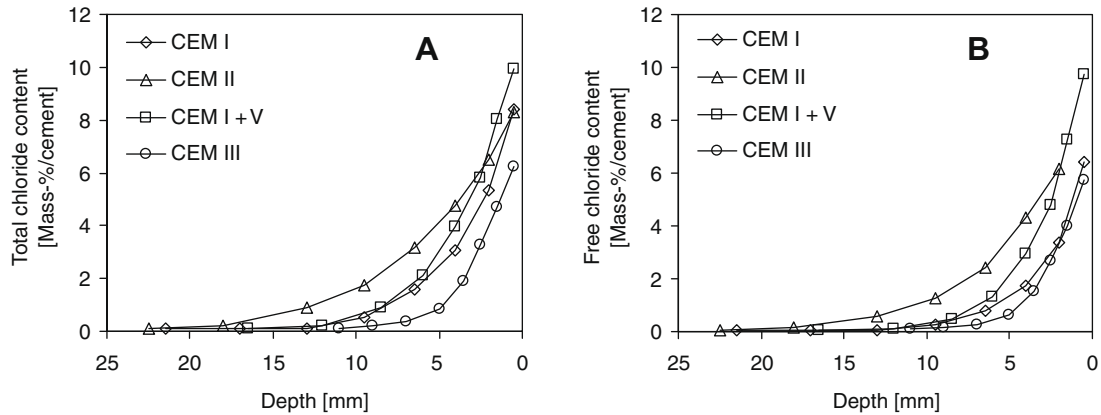 A
Total chloride content
[Mass-%/cement]
12
10
8
6
4
2
0
CEM I
CEM II
CEM I + V
CEM III
25 20 15 10 5 0
Depth [mm]
B
Free chloride content
[Mass-%/cement]
12
10
8
6
4
2
0
CEM I
CEM II
CEM I + V
CEM III
25 20 15 10 5 0
Depth [mm]